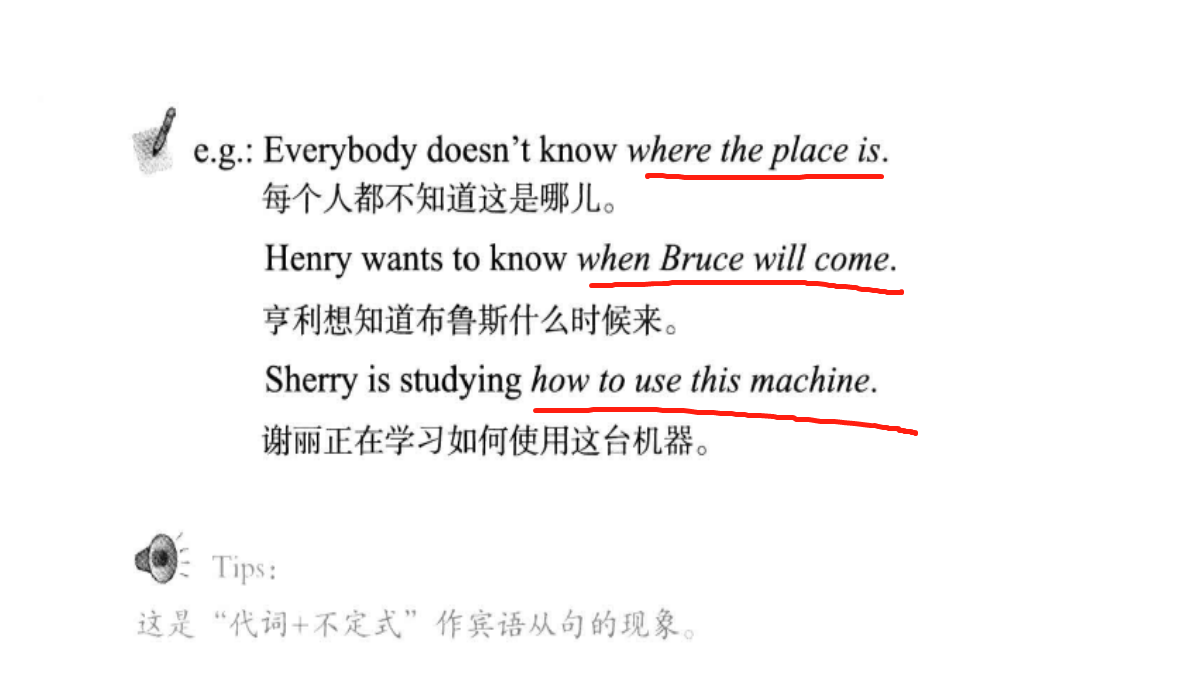 e.g.: Everybody doesn't know where the place is.
每个人都不知道这是哪儿。
Henry wants to know when Bruce will come.
亨利想知道布鲁斯什么时候来。
Sherry is studying how to use this machine.
谢丽正在学习如何使用这台机器。
Tips:
这是“代词+不定式”作宾语从句的现象。